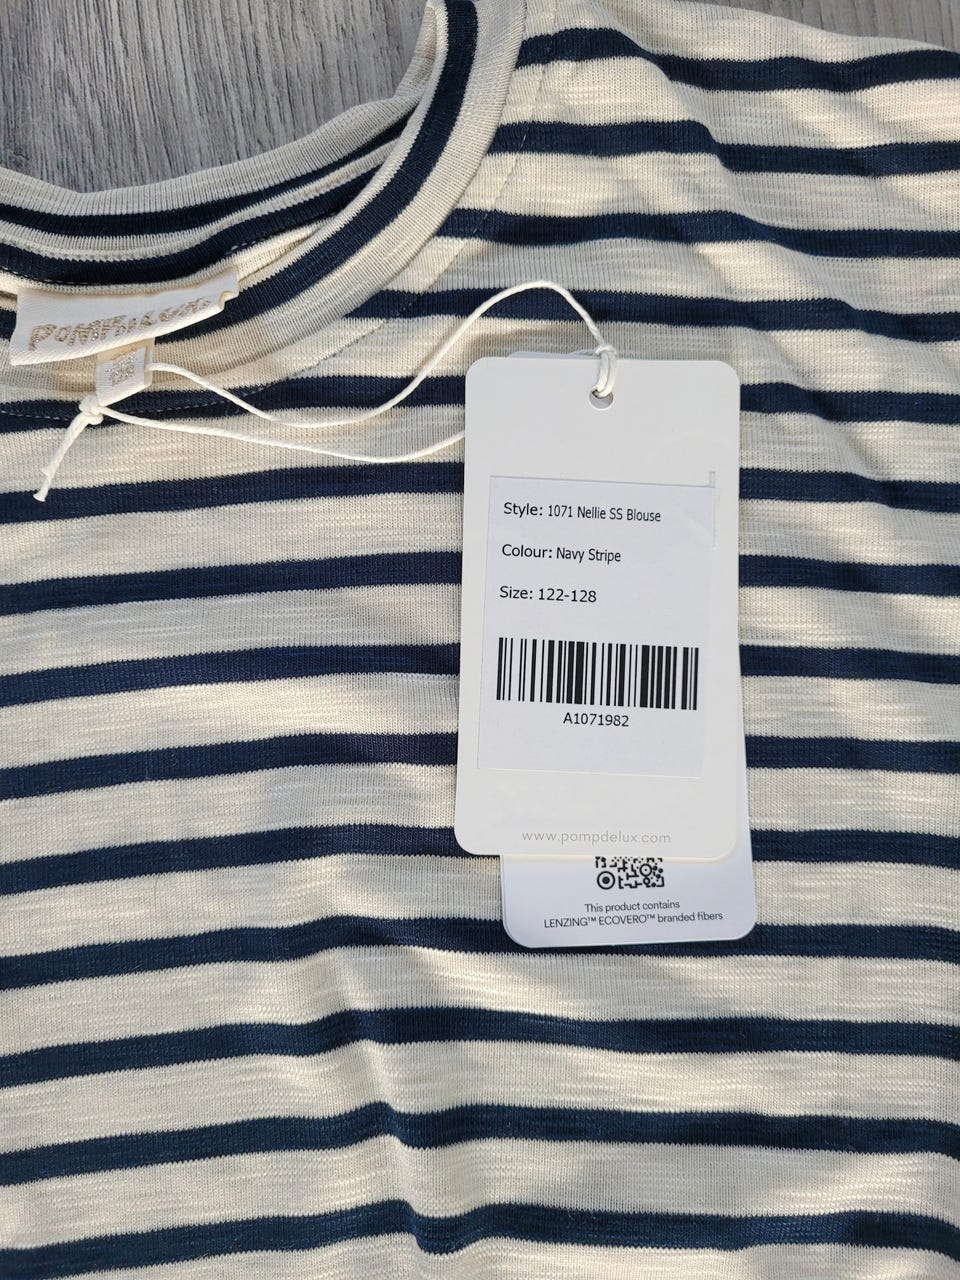 POMPdeLUX
Style: 1071 Nellie SS Blouse
Colour: Navy Stripe
Size: 122-128
A1071982
www.pompdelux.com
This product contains
LENZING™ ECOVERO™ branded fibers